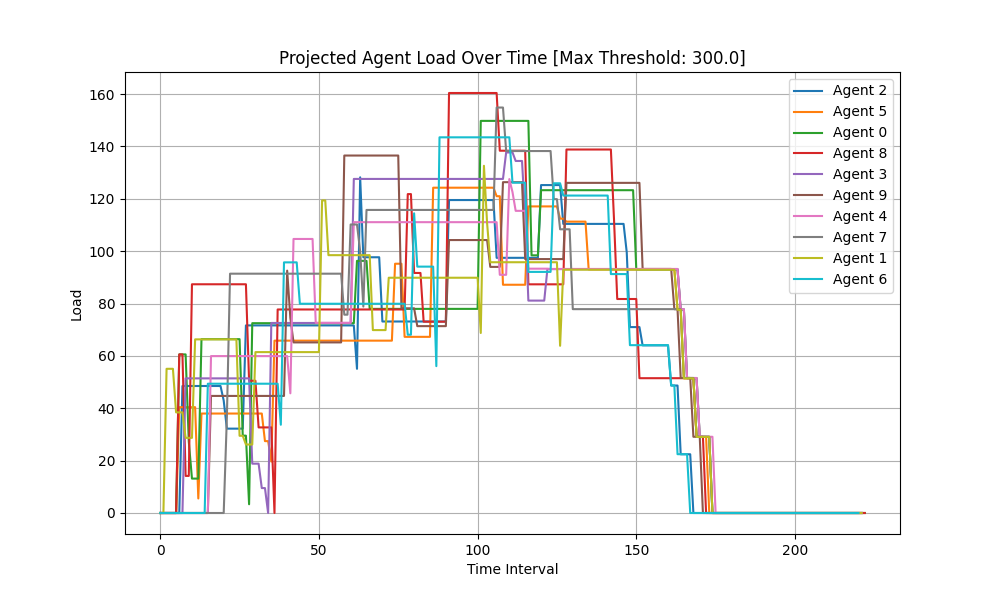 Projected Agent Load Over Time [Max Threshold: 300.0]
Load
160
140
120
100
80
60
40
20
0
0 50 100 150 200
Time Interval
Agent 2
Agent 5
Agent 0
Agent 8
Agent 3
Agent 9
Agent 4
Agent 7
Agent 1
Agent 6